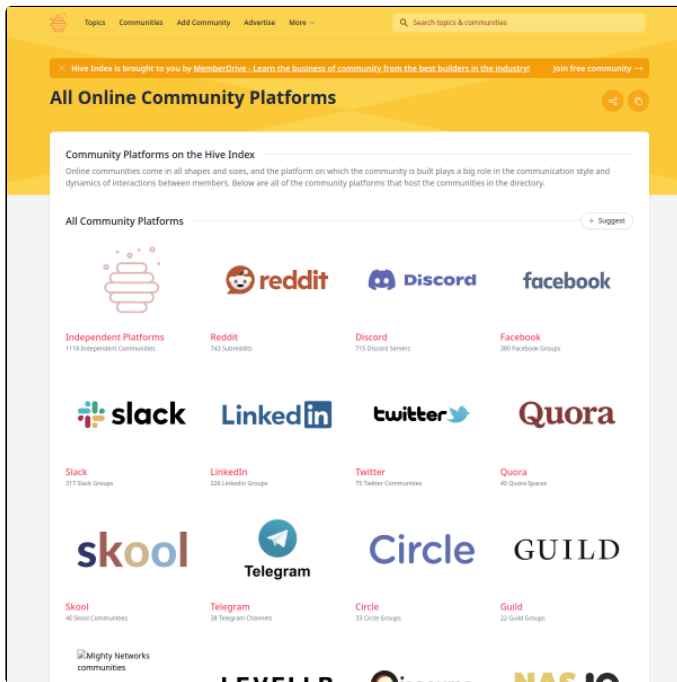 Topics Communities Add Community Advertise More Search topics & communities
Hive Index is brought to you by MemberDrive - Learn the business of community from the best builders in the industry! Join free community →
All Online Community Platforms
Community Platforms on the Hive Index
Online communities come in all shapes and sizes, and the platform on which the community is built plays a big role in the communication style and
dynamics of interactions between members. Below are all of the community platforms that host the communities in the directory.
All Community Platforms + Suggest
reddit Discord facebook
Independent Platforms Reddit Discord Facebook
1118 Independent Communities 743 Subreddits 715 Discord Servers 380 Facebook Groups
slack Linked in twitter Quora
Slack LinkedIn Twitter Quora
317 Slack Groups 226 Linkedin Groups 75 Twitter Communities 40 Quora Spaces
skool Telegram Circle GUILD
Skool Telegram Circle Guild
40 Skool Communities 38 Telegram Channels 33 Circle Groups 22 Guild Groups
Mighty Networks
communities